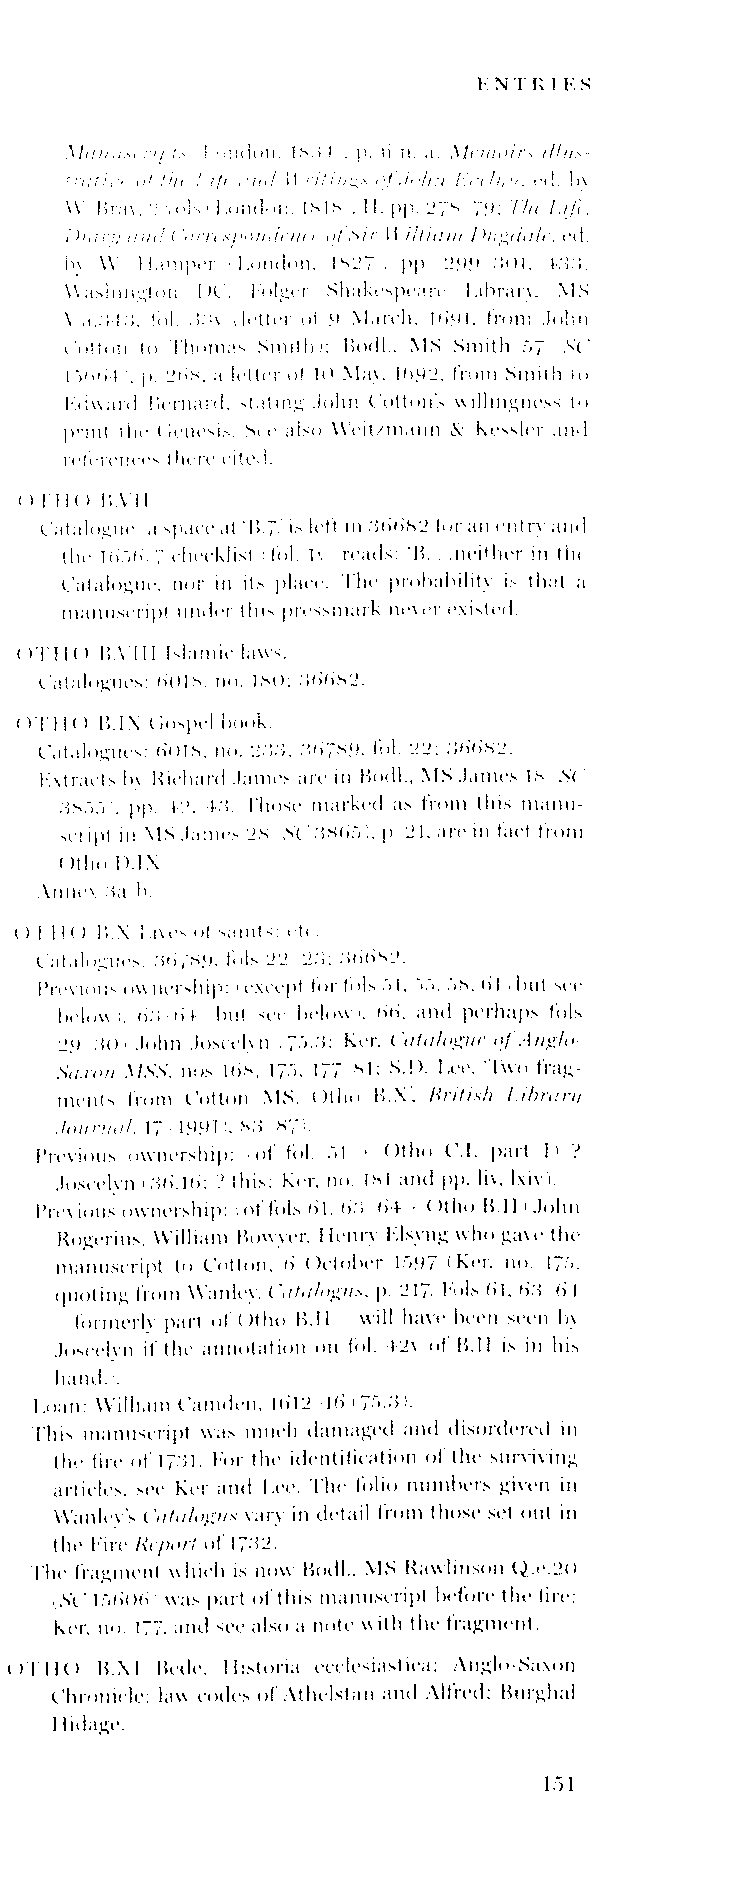 ENTRIES
Manuscripts (London, 1834), p. ii n. a. Memoirs illus-
trative of the Life and Writings of John Evelyn, ed. by
W. Bray, 2 vols (London, 1818), II, pp. 278–79; The Life,
Diary and Correspondence of Sir William Dugdale, ed.
by W. Hamper (London, 1827), pp. 299–301, 433.
Washington DC, Folger Shakespeare Library, MS
V.a.343, fol. 33v (letter of 9 March, 1691, from John
Cotton to Thomas Smith); Bodl., MS Smith 57 (SC
15664), p. 268, a letter of 10 May, 1692, from Smith to
Edward Bernard, stating John Cotton's willingness to
print the Genesis. See also Weitzmann & Kessler and
references there cited.
OTHO B.VII
Catalogue: a space at 'B.7' is left in 36682 for an entry and
the 1656/7 checklist (fol. 1v) reads: 'B. . . neither in the
Catalogue, nor in its place. The probability is that a
manuscript under this pressmark never existed.
OTHO B.VIII Islamic laws.
Catalogues: 6018, no. 180; 36682.
OTHO B.IX Gospel book.
Catalogues: 6018, no. 233, 36789, fol. 22; 36682.
Extracts by Richard James are in Bodl., MS James 18 (SC
3855), pp. 42, 43. Those marked as from this manu-
script in MS James 28 (SC 3865), p. 21, are in fact from
Otho D.IX
Annex 3a b.
OTHO B.X Lives of saints; etc.
Catalogues: 36789, fols 22–23; 36682.
Previous ownership: (except for fols 51, 55, 58, 61 (but see
below), 63–64 (but see below), 66, and perhaps fols
29–30) John Joscelyn (75.3; Ker, Catalogue of Anglo-
Saxon MSS, nos 168, 175, 177–81; S.D. Lee, 'Two frag-
ments from Cotton MS. Otho B.X', British Library
Journal, 17 (1991), 83–87).
Previous ownership: (of fol. 51 < Otho C.I, part 1) ?
Joscelyn (36.16: ? this; Ker, no. 181 and pp. liv, lxiv).
Previous ownership: (of fols 61, 63–64 < Otho B.II) John
Rogerius, William Bowyer, Henry Elsyng who gave the
manuscript to Cotton, 6 October 1597 (Ker, no. 175,
quoting from Wanley, Catalogus, p. 217. Fols 61, 63–64
– formerly part of Otho B.II – will have been seen by
Joscelyn if the annotation on fol. 42v of B.II is in his
hand.).
Loan: William Camden, 1612–16 (75.3).
This manuscript was much damaged and disordered in
the fire of 1731. For the identification of the surviving
articles, see Ker and Lee. The folio numbers given in
Wanley's Catalogus vary in detail from those set out in
the Fire Report of 1732.
The fragment which is now Bodl., MS Rawlinson Q.e.20
(SC 15606) was part of this manuscript before the fire:
Ker, no. 177, and see also a note with the fragment.
OTHO B.XI Bede, Historia ecclesiastica; Anglo-Saxon
Chronicle; law codes of Athelstan and Alfred; Burghal
Hidage.
151